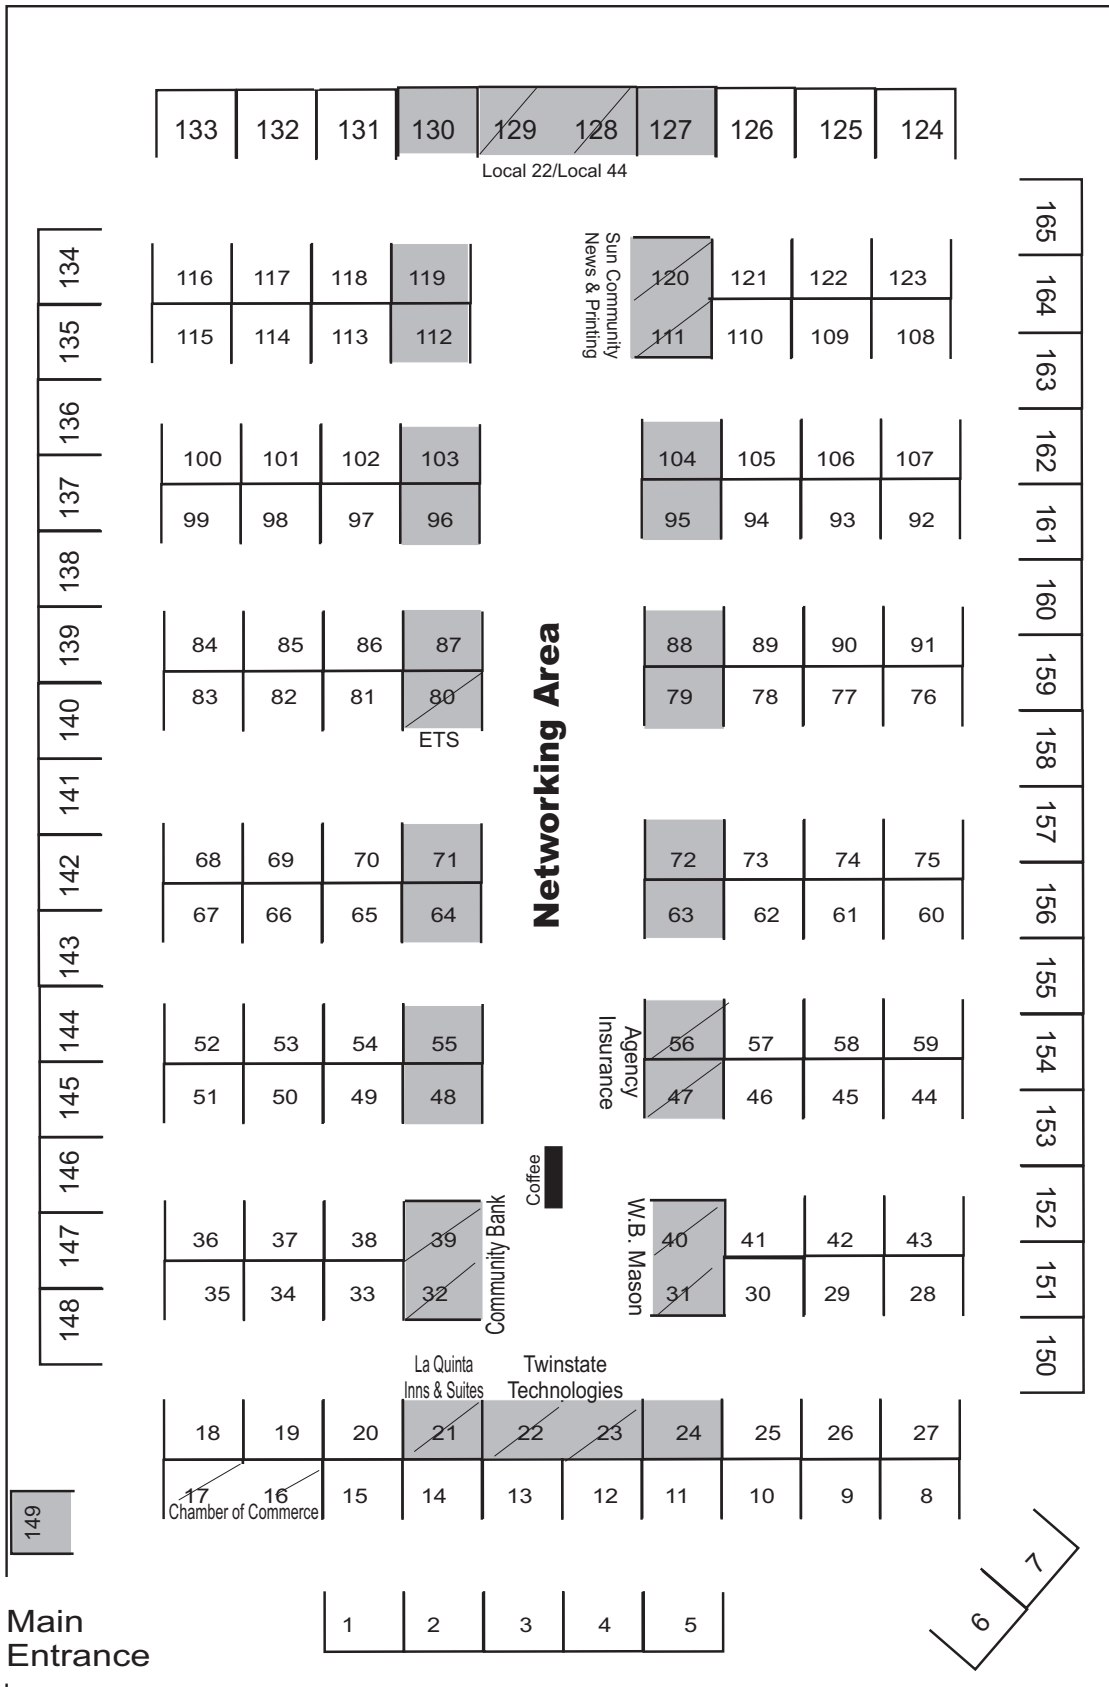 133 132 131 130 129 128 127 126 125 124
Local 22/Local 44
165
164
163
162
161
160
159
158
157
156
155
154
153
152
151
150
134
135
136
137
138
139
140
141
142
143
144
145
146
147
148
116 117 118 119
115 114 113 112
Sun Community
News & Printing
120 121 122 123
111 110 109 108
100 101 102 103
99 98 97 96
104 105 106 107
95 94 93 92
84 85 86 87
83 82 81 80
ETS
Networking Area
88 89 90 91
79 78 77 76
68 69 70 71
67 66 65 64
72 73 74 75
63 62 61 60
52 53 54 55
51 50 49 48
Agency
Insurance
56 57 58 59
47 46 45 44
Coffee
36 37 38 39
35 34 33 32
Community Bank
W.B. Mason
40 41 42 43
31 30 29 28
La Quinta
Inns & Suites
Twinstate
Technologies
18 19 20 21 22 23 24 25 26 27
17 16 15 14 13 12 11 10 9 8
Chamber of Commerce
149
7
6
1 2 3 4 5
Main
Entrance